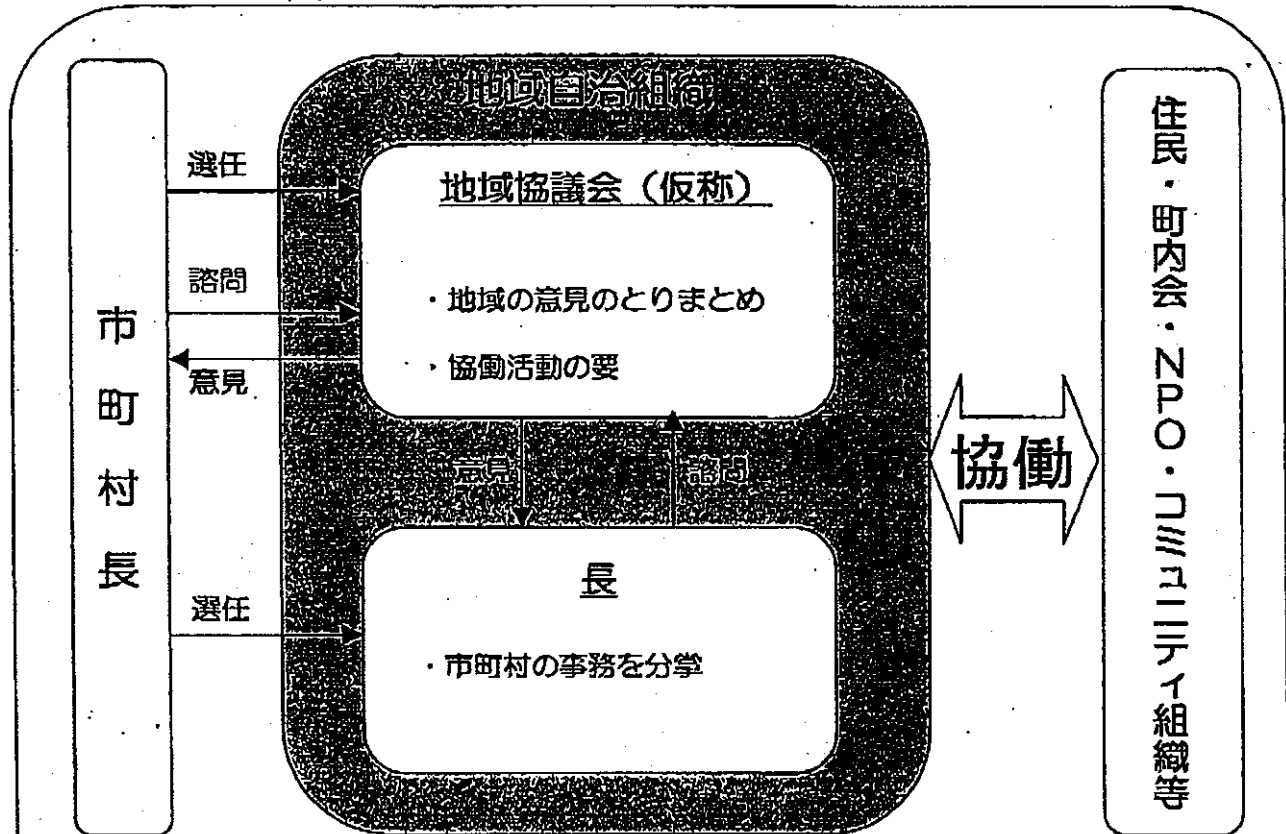 地域自治組織
選任
地域協議会（仮称）
諮問
・地域の意見のとりまとめ
意見
・協働活動の要
市町村長
意見
諮問
協働
長
選任
・市町村の事務を分掌
住民・町内会・NPO・コミュニティ組織等